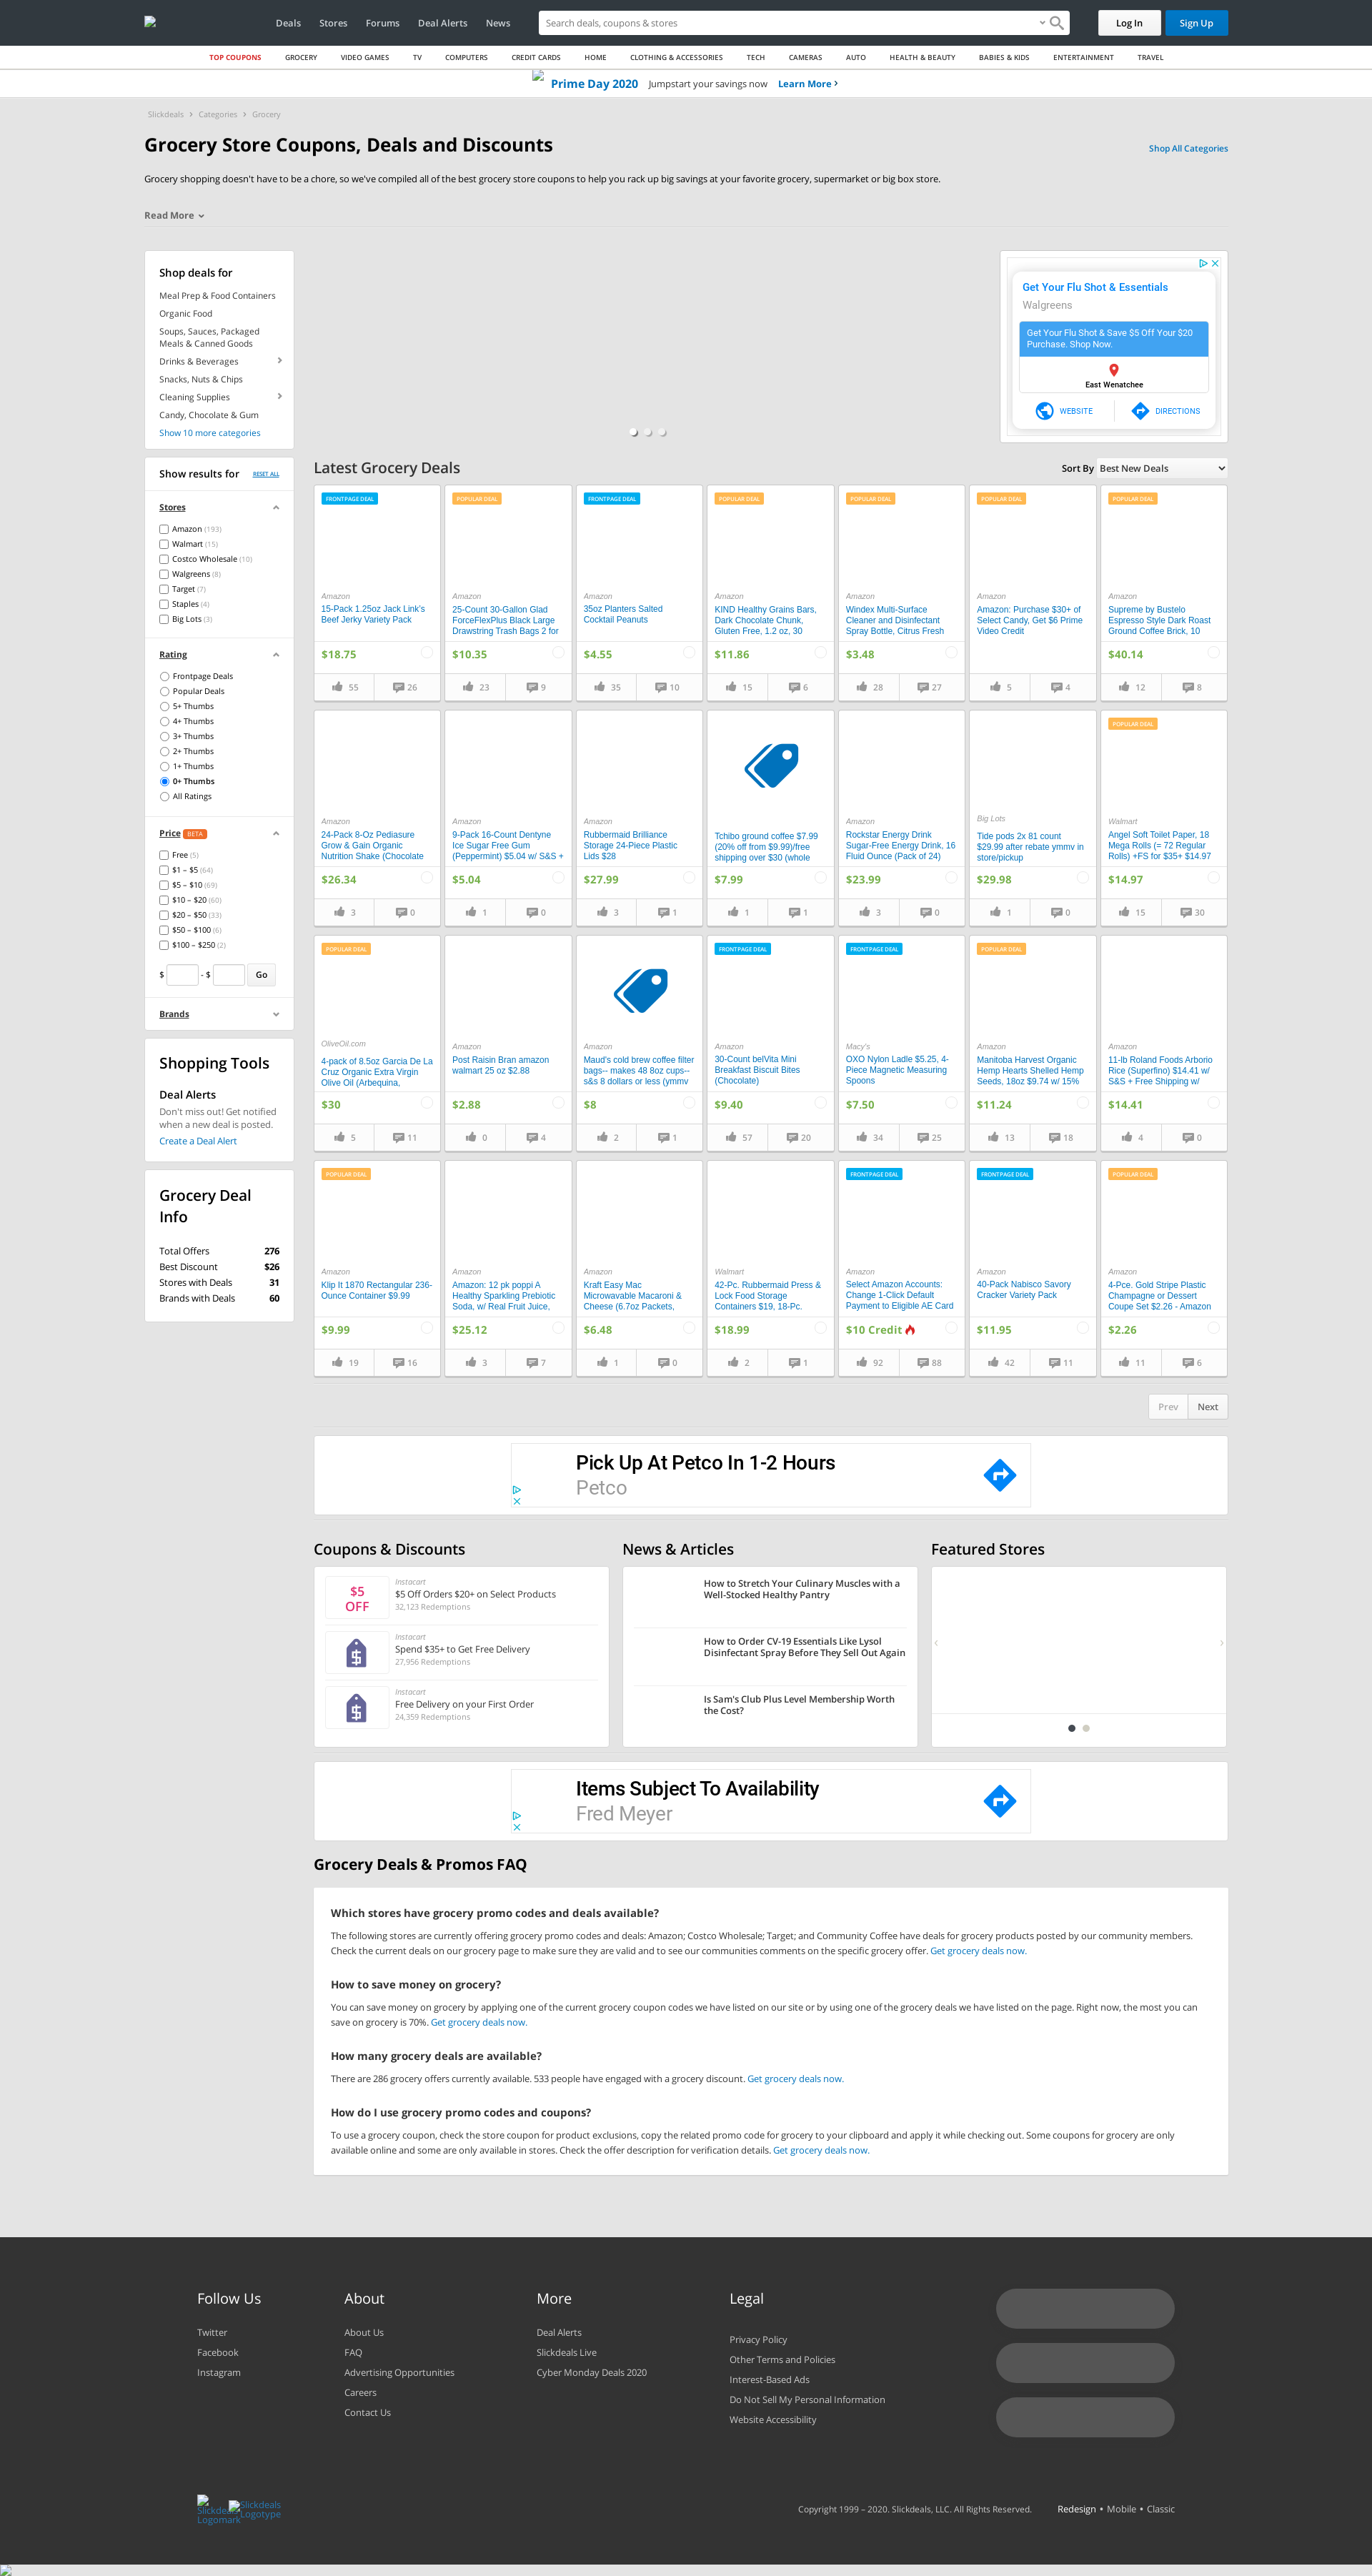 Deals Stores Forums Deal Alerts News
Search deals, coupons & stores
Log In
Sign Up
TOP COUPONS GROCERY VIDEO GAMES TV COMPUTERS CREDIT CARDS HOME CLOTHING & ACCESSORIES TECH CAMERAS AUTO HEALTH & BEAUTY BABIES & KIDS ENTERTAINMENT TRAVEL
Prime Day 2020 Jumpstart your savings now Learn More
Slickdeals > Categories > Grocery
Grocery Store Coupons, Deals and Discounts
Shop All Categories
Grocery shopping doesn't have to be a chore, so we've compiled all of the best grocery store coupons to help you rack up big savings at your favorite grocery, supermarket or big box store.
Read More
Shop deals for
Meal Prep & Food Containers
Organic Food
Soups, Sauces, Packaged
Meals & Canned Goods
Drinks & Beverages
Snacks, Nuts & Chips
Cleaning Supplies
Candy, Chocolate & Gum
Show 10 more categories
Show results for RESET ALL
Stores
Amazon (193)
Walmart (15)
Costco Wholesale (10)
Walgreens (8)
Target (7)
Staples (4)
Big Lots (3)
Rating
Frontpage Deals
Popular Deals
5+ Thumbs
4+ Thumbs
3+ Thumbs
2+ Thumbs
1+ Thumbs
0+ Thumbs
All Ratings
Price BETA
Free (5)
$1 – $5 (64)
$5 – $10 (69)
$10 – $20 (60)
$20 – $50 (33)
$50 – $100 (6)
$100 – $250 (2)
$ - $ Go
Brands
Shopping Tools
Deal Alerts
Don't miss out! Get notified
when a new deal is posted.
Create a Deal Alert
Grocery Deal
Info
Total Offers 276
Best Discount $26
Stores with Deals 31
Brands with Deals 60
Get Your Flu Shot & Essentials
Walgreens
Get Your Flu Shot & Save $5 Off Your $20
Purchase. Shop Now.
East Wenatchee
WEBSITE
DIRECTIONS
Latest Grocery Deals
Sort By Best New Deals
FRONTPAGE DEAL
Amazon
15-Pack 1.25oz Jack Link's
Beef Jerky Variety Pack
$18.75
55 26
POPULAR DEAL
Amazon
25-Count 30-Gallon Glad
ForceFlexPlus Black Large
Drawstring Trash Bags 2 for
$10.35
23 9
FRONTPAGE DEAL
Amazon
35oz Planters Salted
Cocktail Peanuts
$4.55
35 10
POPULAR DEAL
Amazon
KIND Healthy Grains Bars,
Dark Chocolate Chunk,
Gluten Free, 1.2 oz, 30
$11.86
15 6
POPULAR DEAL
Amazon
Windex Multi-Surface
Cleaner and Disinfectant
Spray Bottle, Citrus Fresh
$3.48
28 27
POPULAR DEAL
Amazon
Amazon: Purchase $30+ of
Select Candy, Get $6 Prime
Video Credit
5 4
POPULAR DEAL
Amazon
Supreme by Bustelo
Espresso Style Dark Roast
Ground Coffee Brick, 10
$40.14
12 8
Amazon
24-Pack 8-Oz Pediasure
Grow & Gain Organic
Nutrition Shake (Chocolate
$26.34
3 0
Amazon
9-Pack 16-Count Dentyne
Ice Sugar Free Gum
(Peppermint) $5.04 w/ S&S +
$5.04
1 0
Amazon
Rubbermaid Brilliance
Storage 24-Piece Plastic
Lids $28
$27.99
3 1
Tchibo ground coffee $7.99
(20% off from $9.99)/free
shipping over $30 (whole
$7.99
1 1
Amazon
Rockstar Energy Drink
Sugar-Free Energy Drink, 16
Fluid Ounce (Pack of 24)
$23.99
3 0
Big Lots
Tide pods 2x 81 count
$29.99 after rebate ymmv in
store/pickup
$29.98
1 0
POPULAR DEAL
Walmart
Angel Soft Toilet Paper, 18
Mega Rolls (= 72 Regular
Rolls) +FS for $35+ $14.97
$14.97
15 30
POPULAR DEAL
OliveOil.com
4-pack of 8.5oz Garcia De La
Cruz Organic Extra Virgin
Olive Oil (Arbequina,
$30
5 11
Amazon
Post Raisin Bran amazon
walmart 25 oz $2.88
$2.88
0 4
Amazon
Maud's cold brew coffee filter
bags-- makes 48 8oz cups--
s&s 8 dollars or less (ymmv
$8
2 1
FRONTPAGE DEAL
Amazon
30-Count belVita Mini
Breakfast Biscuit Bites
(Chocolate)
$9.40
57 20
FRONTPAGE DEAL
Macy's
OXO Nylon Ladle $5.25, 4-
Piece Magnetic Measuring
Spoons
$7.50
34 25
POPULAR DEAL
Amazon
Manitoba Harvest Organic
Hemp Hearts Shelled Hemp
Seeds, 18oz $9.74 w/ 15%
$11.24
13 18
Amazon
11-lb Roland Foods Arborio
Rice (Superfino) $14.41 w/
S&S + Free Shipping w/
$14.41
4 0
POPULAR DEAL
Amazon
Klip It 1870 Rectangular 236-
Ounce Container $9.99
$9.99
19 16
Amazon
Amazon: 12 pk poppi A
Healthy Sparkling Prebiotic
Soda, w/ Real Fruit Juice,
$25.12
3 7
Amazon
Kraft Easy Mac
Microwavable Macaroni &
Cheese (6.7oz Packets,
$6.48
1 0
Walmart
42-Pc. Rubbermaid Press &
Lock Food Storage
Containers $19, 18-Pc.
$18.99
2 1
FRONTPAGE DEAL
Amazon
Select Amazon Accounts:
Change 1-Click Default
Payment to Eligible AE Card
$10 Credit
92 88
FRONTPAGE DEAL
Amazon
40-Pack Nabisco Savory
Cracker Variety Pack
$11.95
42 11
POPULAR DEAL
Amazon
4-Pce. Gold Stripe Plastic
Champagne or Dessert
Coupe Set $2.26 - Amazon
$2.26
11 6
Prev Next
Pick Up At Petco In 1-2 Hours
Petco
Coupons & Discounts
$5
OFF
Instacart
$5 Off Orders $20+ on Select Products
32,123 Redemptions
Instacart
Spend $35+ to Get Free Delivery
27,956 Redemptions
Instacart
Free Delivery on your First Order
24,359 Redemptions
News & Articles
How to Stretch Your Culinary Muscles with a
Well-Stocked Healthy Pantry
How to Order CV-19 Essentials Like Lysol
Disinfectant Spray Before They Sell Out Again
Is Sam's Club Plus Level Membership Worth
the Cost?
Featured Stores
Items Subject To Availability
Fred Meyer
Grocery Deals & Promos FAQ
Which stores have grocery promo codes and deals available?
The following stores are currently offering grocery promo codes and deals: Amazon; Costco Wholesale; Target; and Community Coffee have deals for grocery products posted by our community members.
Check the current deals on our grocery page to make sure they are valid and to see our communities comments on the specific grocery offer. Get grocery deals now.
How to save money on grocery?
You can save money on grocery by applying one of the current grocery coupon codes we have listed on our site or by using one of the grocery deals we have listed on the page. Right now, the most you can
save on grocery is 70%. Get grocery deals now.
How many grocery deals are available?
There are 286 grocery offers currently available. 533 people have engaged with a grocery discount. Get grocery deals now.
How do I use grocery promo codes and coupons?
To use a grocery coupon, check the store coupon for product exclusions, copy the related promo code for grocery to your clipboard and apply it while checking out. Some coupons for grocery are only
available online and some are only available in stores. Check the offer description for verification details. Get grocery deals now.
Follow Us
Twitter
Facebook
Instagram
About
About Us
FAQ
Advertising Opportunities
Careers
Contact Us
More
Deal Alerts
Slickdeals Live
Cyber Monday Deals 2020
Legal
Privacy Policy
Other Terms and Policies
Interest-Based Ads
Do Not Sell My Personal Information
Website Accessibility
Slickdeals
Logomark
Slickdeals
Logotype
Copyright 1999 – 2020. Slickdeals, LLC. All Rights Reserved.
Redesign • Mobile • Classic